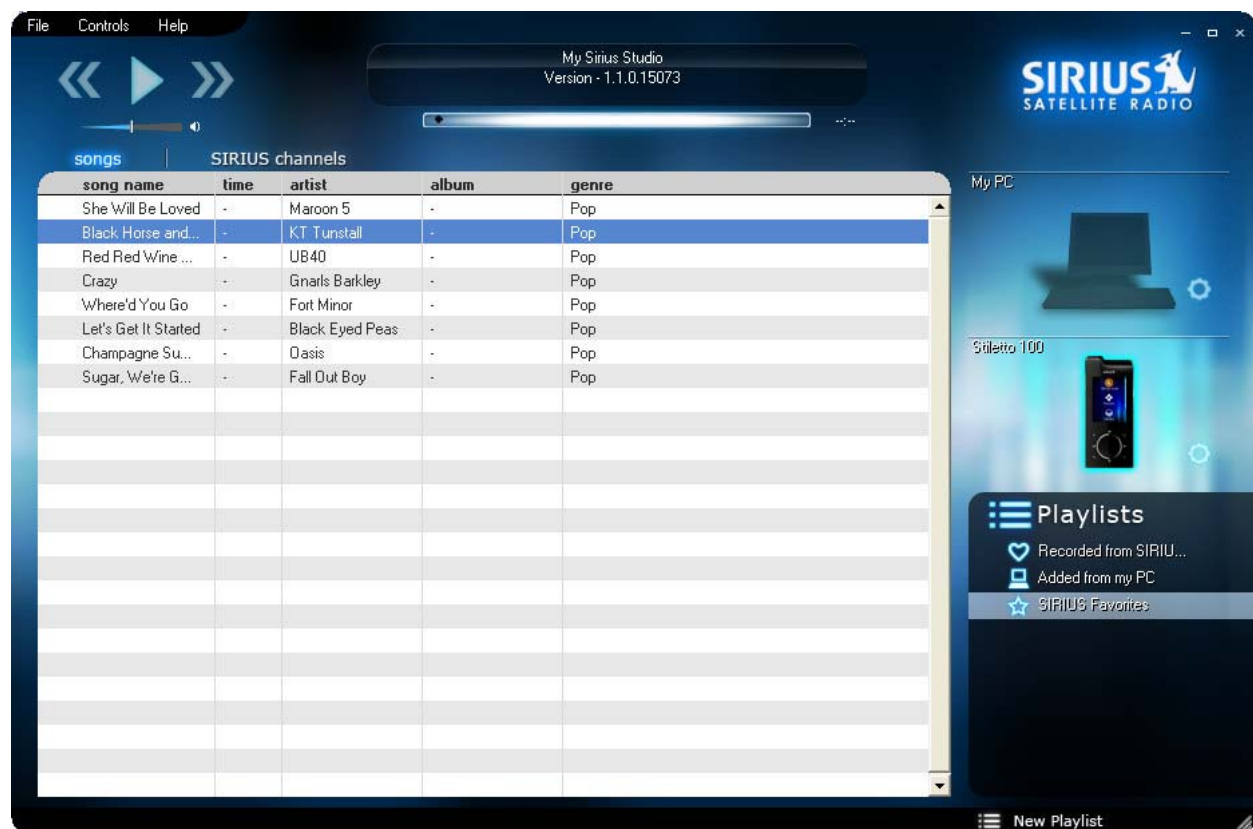 File Controls Help
My Sirius Studio
Version - 1.1.0.15073
SIRIUS
SATELLITE RADIO
--:--
songs | SIRIUS channels
song name time artist album genre
She Will Be Loved - Maroon 5 - Pop
Black Horse and... - KT Tunstall - Pop
Red Red Wine ... - UB40 - Pop
Crazy - Gnarls Barkley - Pop
Where'd You Go - Fort Minor - Pop
Let's Get It Started - Black Eyed Peas - Pop
Champagne Su... - Oasis - Pop
Sugar, We're G... - Fall Out Boy - Pop
My PC
Stiletto 100
Playlists
Recorded from SIRIU...
Added from my PC
SIRIUS Favorites
New Playlist